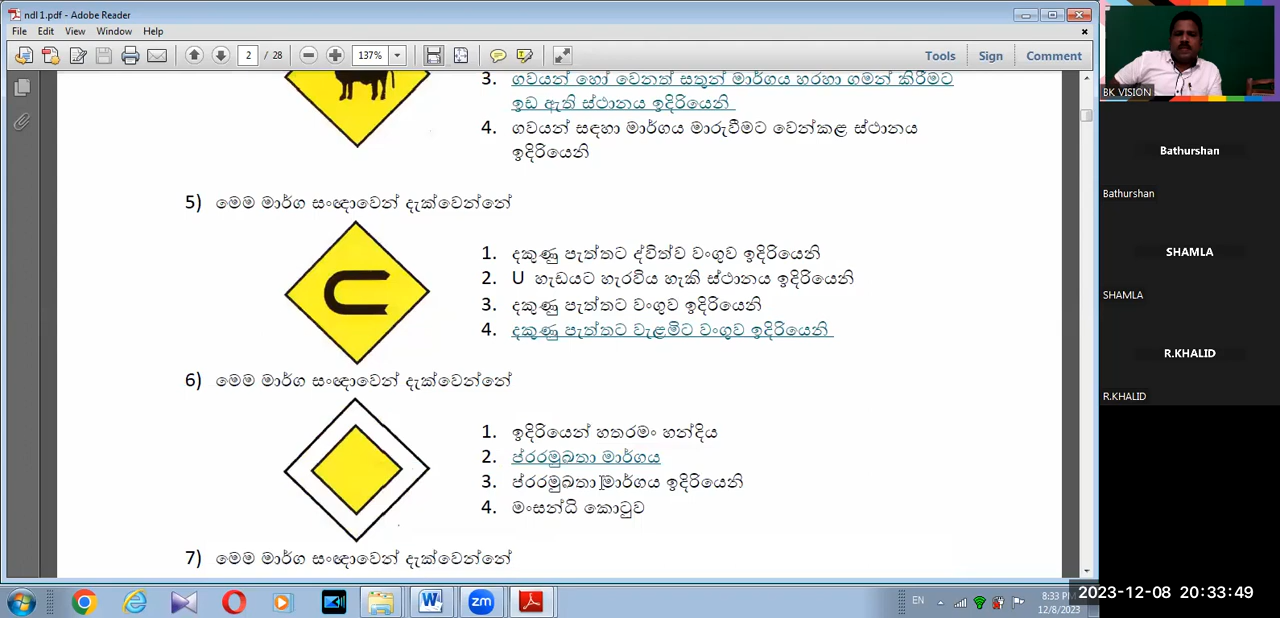 ndl 1.pdf - Adobe Reader
File Edit View Window Help
2 / 28 137% Tools Sign Comment
3. ගවයන් හෝ වෙනත් සතුන් මාර්ගය හරහා ගමන් කිරීමට
ඉඩ ඇති ස්ථානය ඉදිරියෙනි
4. ගවයන් සඳහා මාර්ගය මාරුවීමට වෙන්කළ ස්ථානය
ඉදිරියෙනි
5) මෙම මාර්ග සංඥාවෙන් දැක්වෙන්නේ
1. දකුණු පැත්තට ද්විත්ව වංගුව ඉදිරියෙනි
2. U හැඩයට හැරවිය හැකි ස්ථානය ඉදිරියෙනි
3. දකුණු පැත්තට වංගුව ඉදිරියෙනි
4. දකුණු පැත්තට වැළමිට වංගුව ඉදිරියෙනි
6) මෙම මාර්ග සංඥාවෙන් දැක්වෙන්නේ
1. ඉදිරියෙන් හතරමං හන්දිය
2. ප්රරමුඛතා මාර්ගය
3. ප්රරමුඛතා මාර්ගය ඉදිරියෙනි
4. මංසන්ධි කොටුව
7) මෙම මාර්ග සංඥාවෙන් දැක්වෙන්නේ
BK VISION
Bathurshan
Bathurshan
SHAMLA
SHAMLA
R.KHALID
R.KHALID
EN 8:33 PM
12/8/2023
2023-12-08 20:33:49